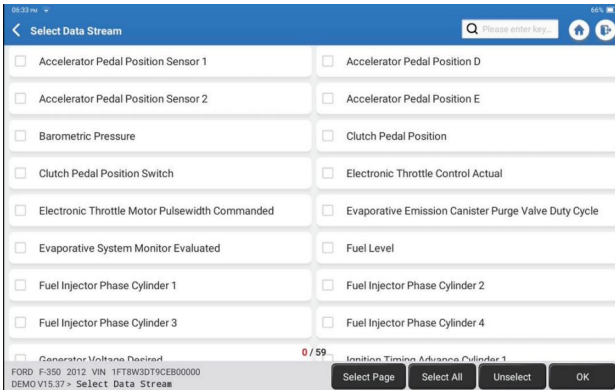 06:33 PM 66%
Select Data Stream Please enter key...
Accelerator Pedal Position Sensor 1 Accelerator Pedal Position D
Accelerator Pedal Position Sensor 2 Accelerator Pedal Position E
Barometric Pressure Clutch Pedal Position
Clutch Pedal Position Switch Electronic Throttle Control Actual
Electronic Throttle Motor Pulsewidth Commanded Evaporative Emission Canister Purge Valve Duty Cycle
Evaporative System Monitor Evaluated Fuel Level
Fuel Injector Phase Cylinder 1 Fuel Injector Phase Cylinder 2
Fuel Injector Phase Cylinder 3 Fuel Injector Phase Cylinder 4
Generator Voltage Desired 0 / 59 Ignition Timing Advance Cylinder 1
FORD F-350 2012 VIN 1FT8W3DT9CEB00000
DEMO V15.37 > Select Data Stream
Select Page Select All Unselect OK